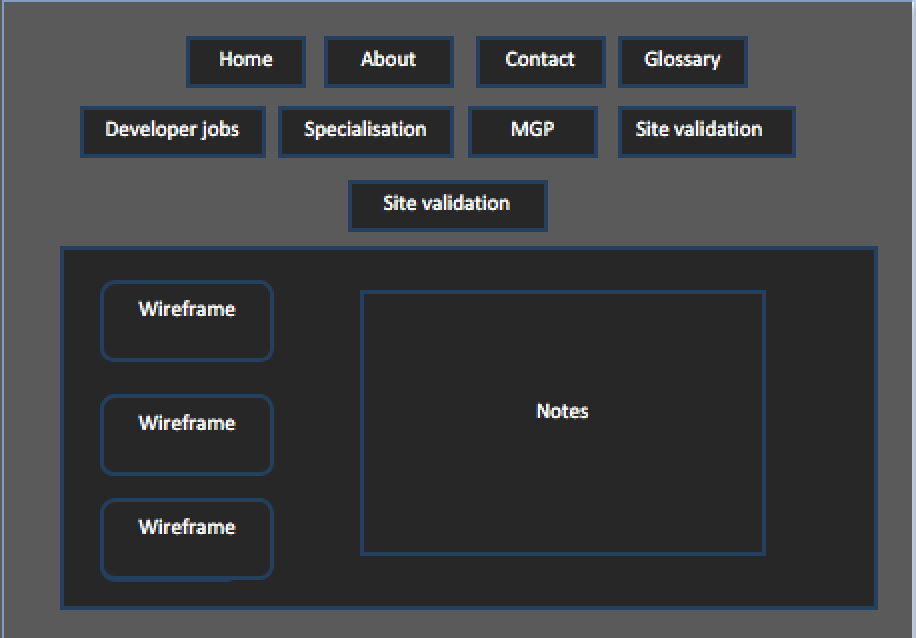 Home About Contact Glossary
Developer jobs Specialisation MGP Site validation
Site validation
Wireframe
Notes
Wireframe
Wireframe